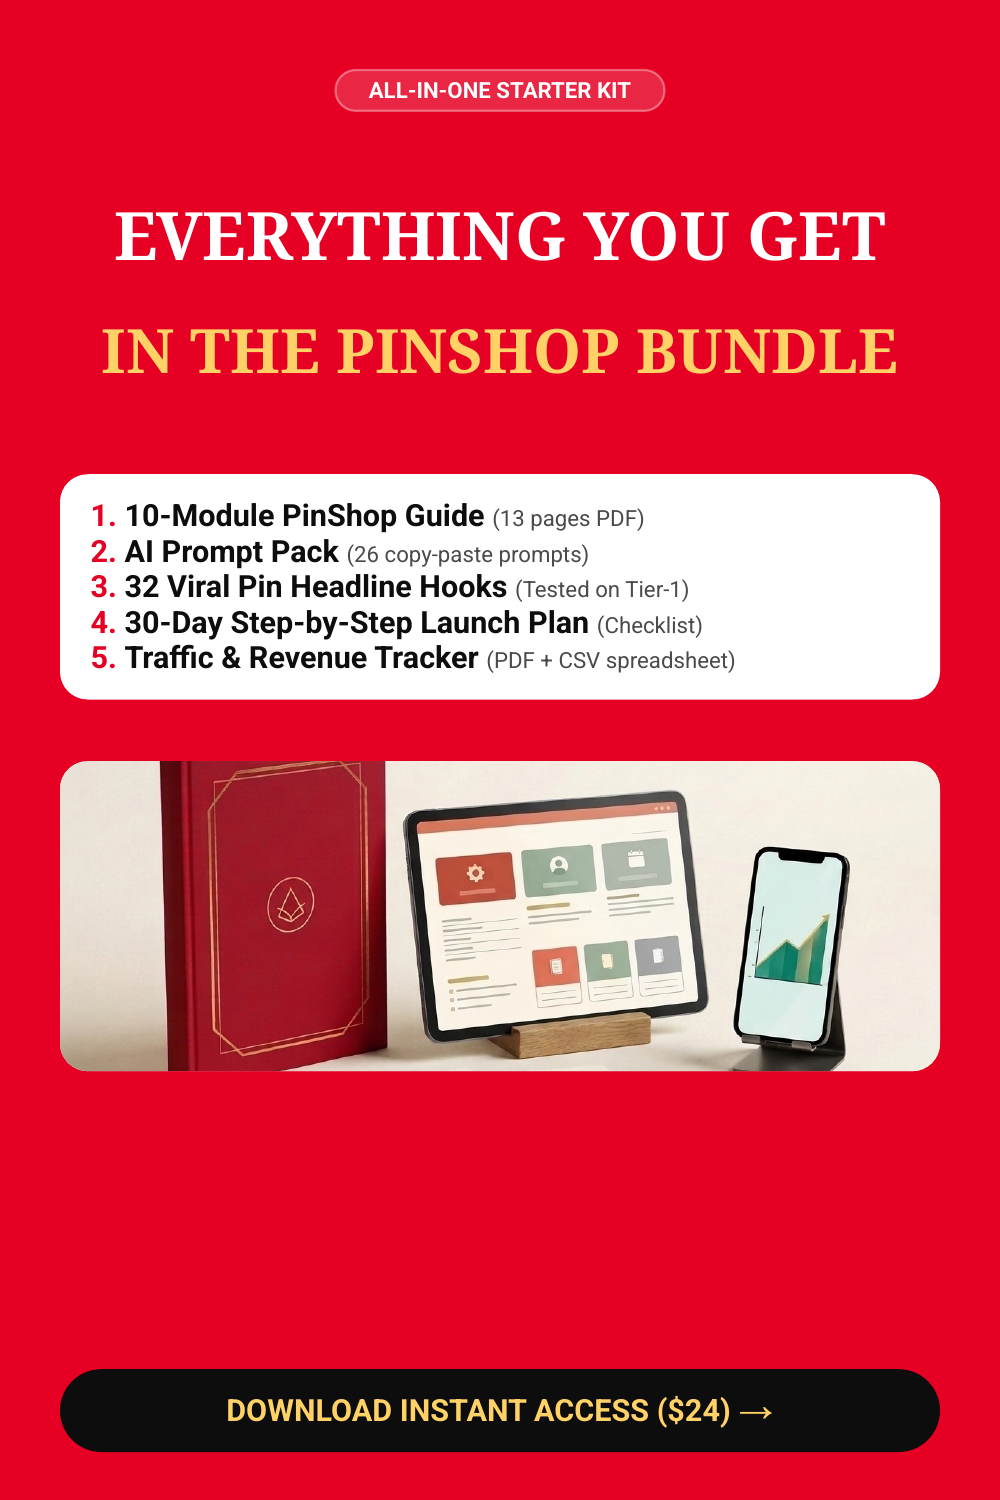 ALL-IN-ONE STARTER KIT
EVERYTHING YOU GET
IN THE PINSHOP BUNDLE
1. 10-Module PinShop Guide (13 pages PDF)
2. AI Prompt Pack (26 copy-paste prompts)
3. 32 Viral Pin Headline Hooks (Tested on Tier-1)
4. 30-Day Step-by-Step Launch Plan (Checklist)
5. Traffic & Revenue Tracker (PDF + CSV spreadsheet)
DOWNLOAD INSTANT ACCESS ($24) →